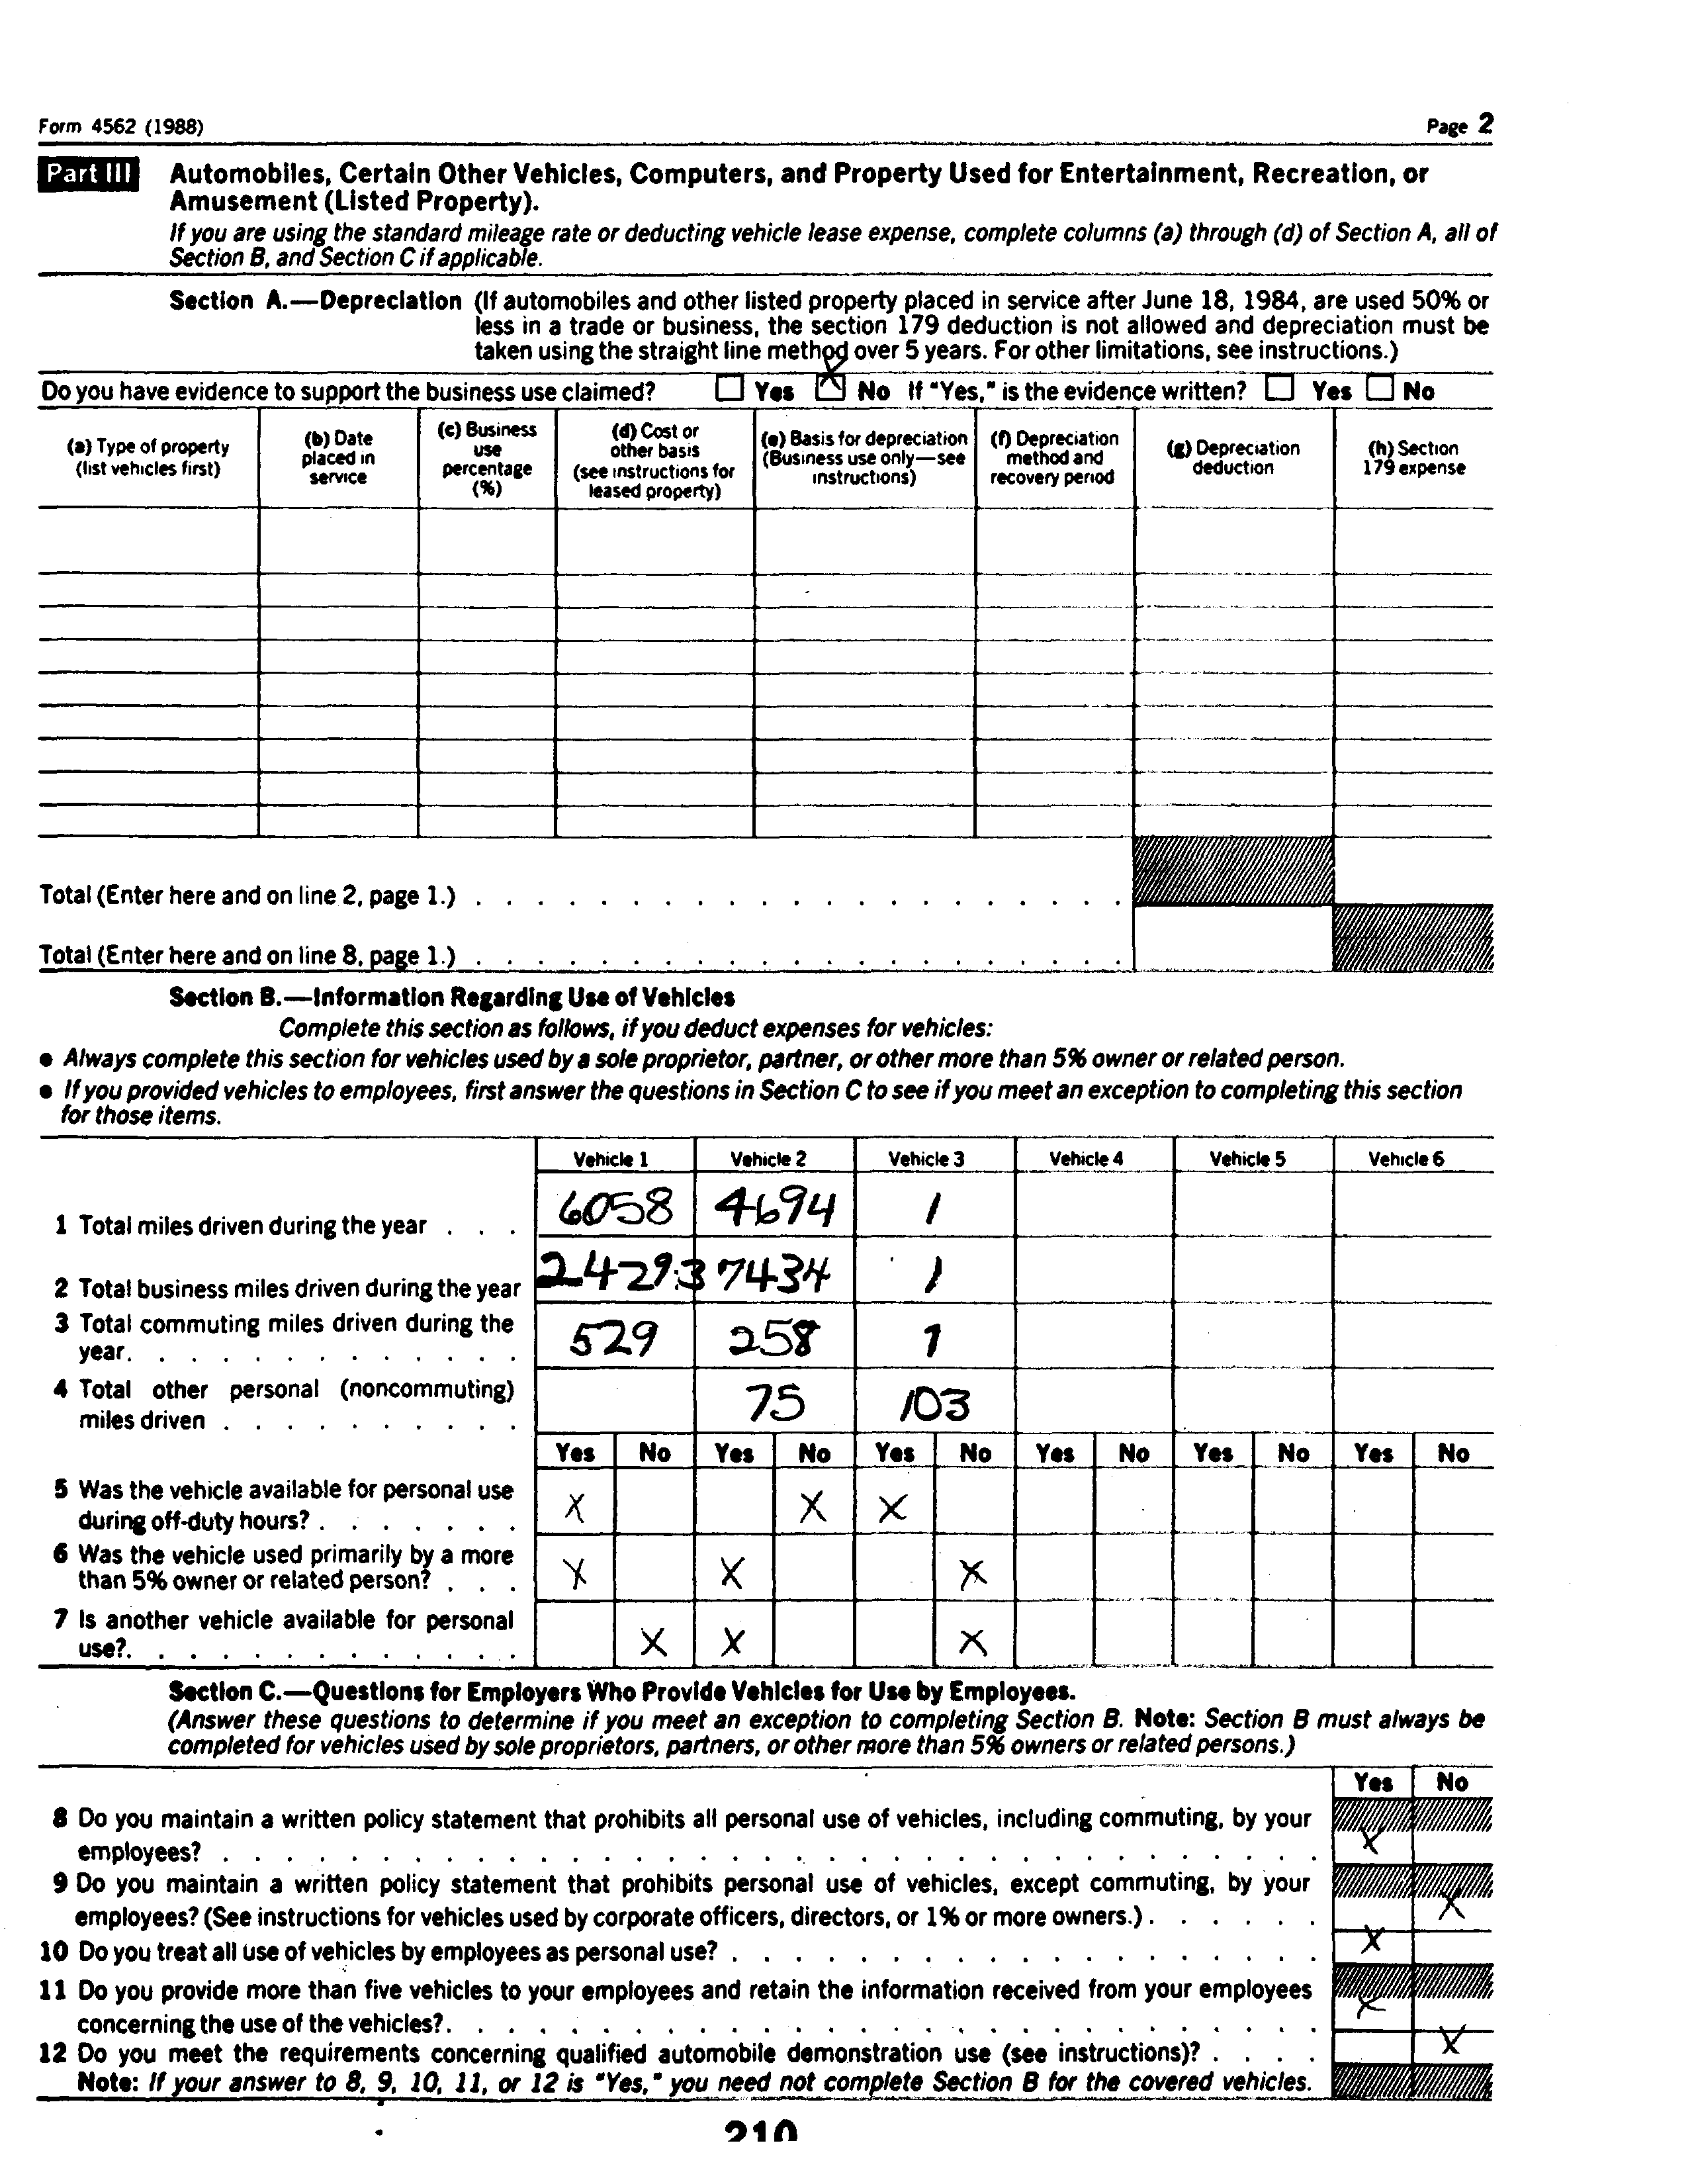 Form 4562 (1988) Page 2
Part III Automobiles, Certain Other Vehicles, Computers, and Property Used for Entertainment, Recreation, or
Amusement (Listed Property).
If you are using the standard mileage rate or deducting vehicle lease expense, complete columns (a) through (d) of Section A, all of
Section B, and Section C if applicable.
Section A.—Depreciation (If automobiles and other listed property placed in service after June 18, 1984, are used 50% or
less in a trade or business, the section 179 deduction is not allowed and depreciation must be
taken using the straight line method over 5 years. For other limitations, see instructions.)
Do you have evidence to support the business use claimed? ☐ Yes ☒ No If "Yes," is the evidence written? ☐ Yes ☐ No
(a) Type of property
(list vehicles first)
(b) Date
placed in
service
(c) Business
use
percentage
(%)
(d) Cost or
other basis
(see instructions for
leased property)
(e) Basis for depreciation
(Business use only—see
instructions)
(f) Depreciation
method and
recovery period
(g) Depreciation
deduction
(h) Section
179 expense
Total (Enter here and on line 2, page 1.) . . . . . . . . . . . . . . . . . . . . .
Total (Enter here and on line 8, page 1.) . . . . . . . . . . . . . . . . . . . . .
Section B.—Information Regarding Use of Vehicles
Complete this section as follows, if you deduct expenses for vehicles:
● Always complete this section for vehicles used by a sole proprietor, partner, or other more than 5% owner or related person.
● If you provided vehicles to employees, first answer the questions in Section C to see if you meet an exception to completing this section
for those items.
Vehicle 1 Vehicle 2 Vehicle 3 Vehicle 4 Vehicle 5 Vehicle 6
1 Total miles driven during the year . . . 6058 4694 1
2 Total business miles driven during the year 24293 7434 1
3 Total commuting miles driven during the
year. . . . . . . . . . . . . 529 258 1
4 Total other personal (noncommuting)
miles driven . . . . . . . . . . 75 103
Yes No Yes No Yes No Yes No Yes No Yes No
5 Was the vehicle available for personal use
during off-duty hours? . . . . . . . X X X
6 Was the vehicle used primarily by a more
than 5% owner or related person? . . . X X X
7 Is another vehicle available for personal
use?. . . . . . . . . . . . . X X X
Section C.—Questions for Employers Who Provide Vehicles for Use by Employees.
(Answer these questions to determine if you meet an exception to completing Section B. Note: Section B must always be
completed for vehicles used by sole proprietors, partners, or other more than 5% owners or related persons.)
Yes No
8 Do you maintain a written policy statement that prohibits all personal use of vehicles, including commuting, by your
employees? . . . . . . . . . . . . . . . . . . . . . . . . . . . . . . . . . . . X
9 Do you maintain a written policy statement that prohibits personal use of vehicles, except commuting, by your
employees? (See instructions for vehicles used by corporate officers, directors, or 1% or more owners.) . . . . . . X
10 Do you treat all use of vehicles by employees as personal use? . . . . . . . . . . . . . . . . . . . X
11 Do you provide more than five vehicles to your employees and retain the information received from your employees
concerning the use of the vehicles?. . . . . . . . . . . . . . . . . . . . . . . . . . . . X
12 Do you meet the requirements concerning qualified automobile demonstration use (see instructions)? . . . . X
Note: If your answer to 8, 9, 10, 11, or 12 is "Yes," you need not complete Section B for the covered vehicles.
210